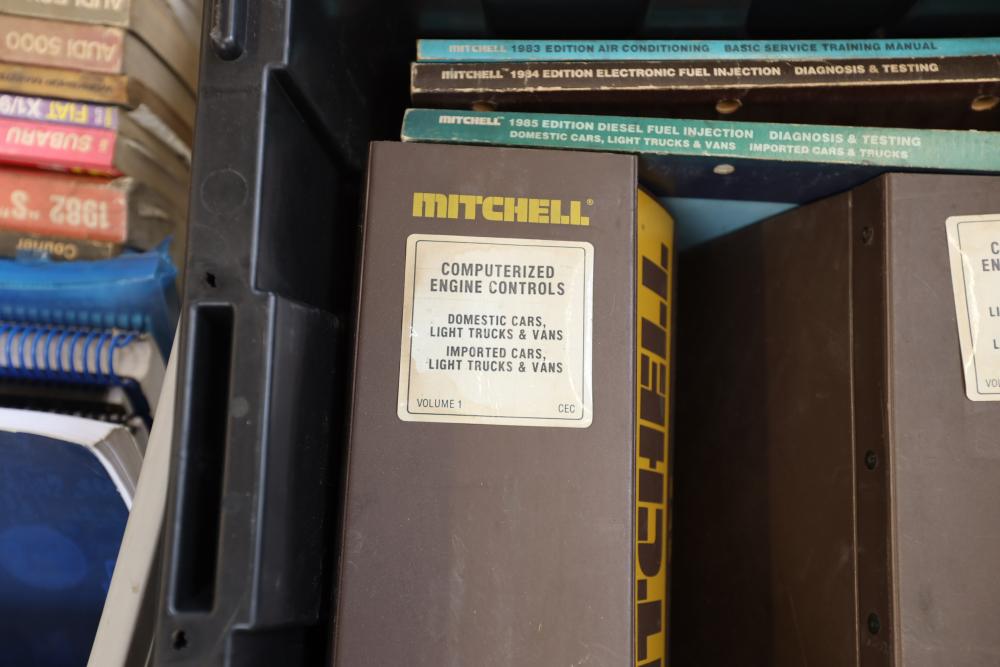 AUDI 5000
FIAT X1/9
& SUBARU
1982 "S"
Courier
MITCHELL 1983 EDITION AIR CONDITIONING BASIC SERVICE TRAINING MANUAL
MITCHELL 1984 EDITION ELECTRONIC FUEL INJECTION DIAGNOSIS & TESTING
MITCHELL 1985 EDITION DIESEL FUEL INJECTION DIAGNOSIS & TESTING
DOMESTIC CARS, LIGHT TRUCKS & VANS IMPORTED CARS & TRUCKS
MITCHELL®
COMPUTERIZED
ENGINE CONTROLS
DOMESTIC CARS,
LIGHT TRUCKS & VANS
IMPORTED CARS,
LIGHT TRUCKS & VANS
VOLUME 1 CEC
MITCHELL